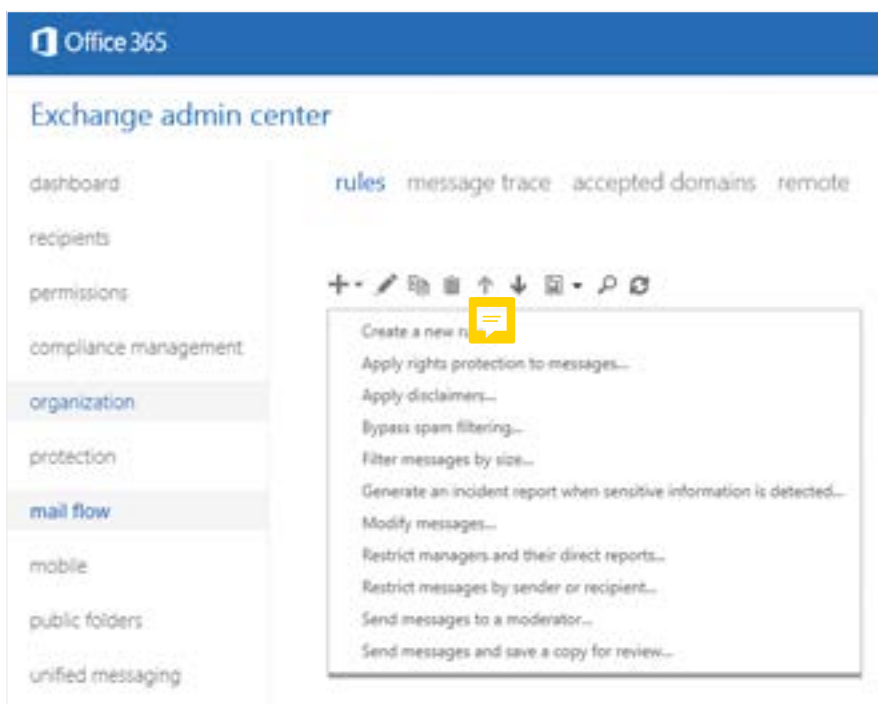 Office 365
Exchange admin center
dashboard
recipients
permissions
compliance management
organization
protection
mail flow
mobile
public folders
unified messaging
rules message trace accepted domains remote
Create a new
Apply rights protection to messages...
Apply disclaimers...
Bypass spam filtering...
Filter messages by size...
Generate an incident report when sensitive information is detected...
Modify messages...
Restrict managers and their direct reports...
Restrict messages by sender or recipient...
Send messages to a moderator...
Send messages and save a copy for review...